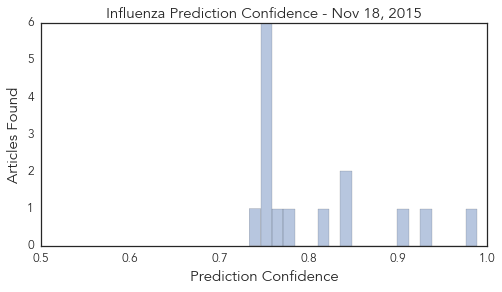 Influenza Prediction Confidence - Nov 18, 2015
Articles Found
6
5
4
3
2
1
0
0.5 0.6 0.7 0.8 0.9 1.0
Prediction Confidence